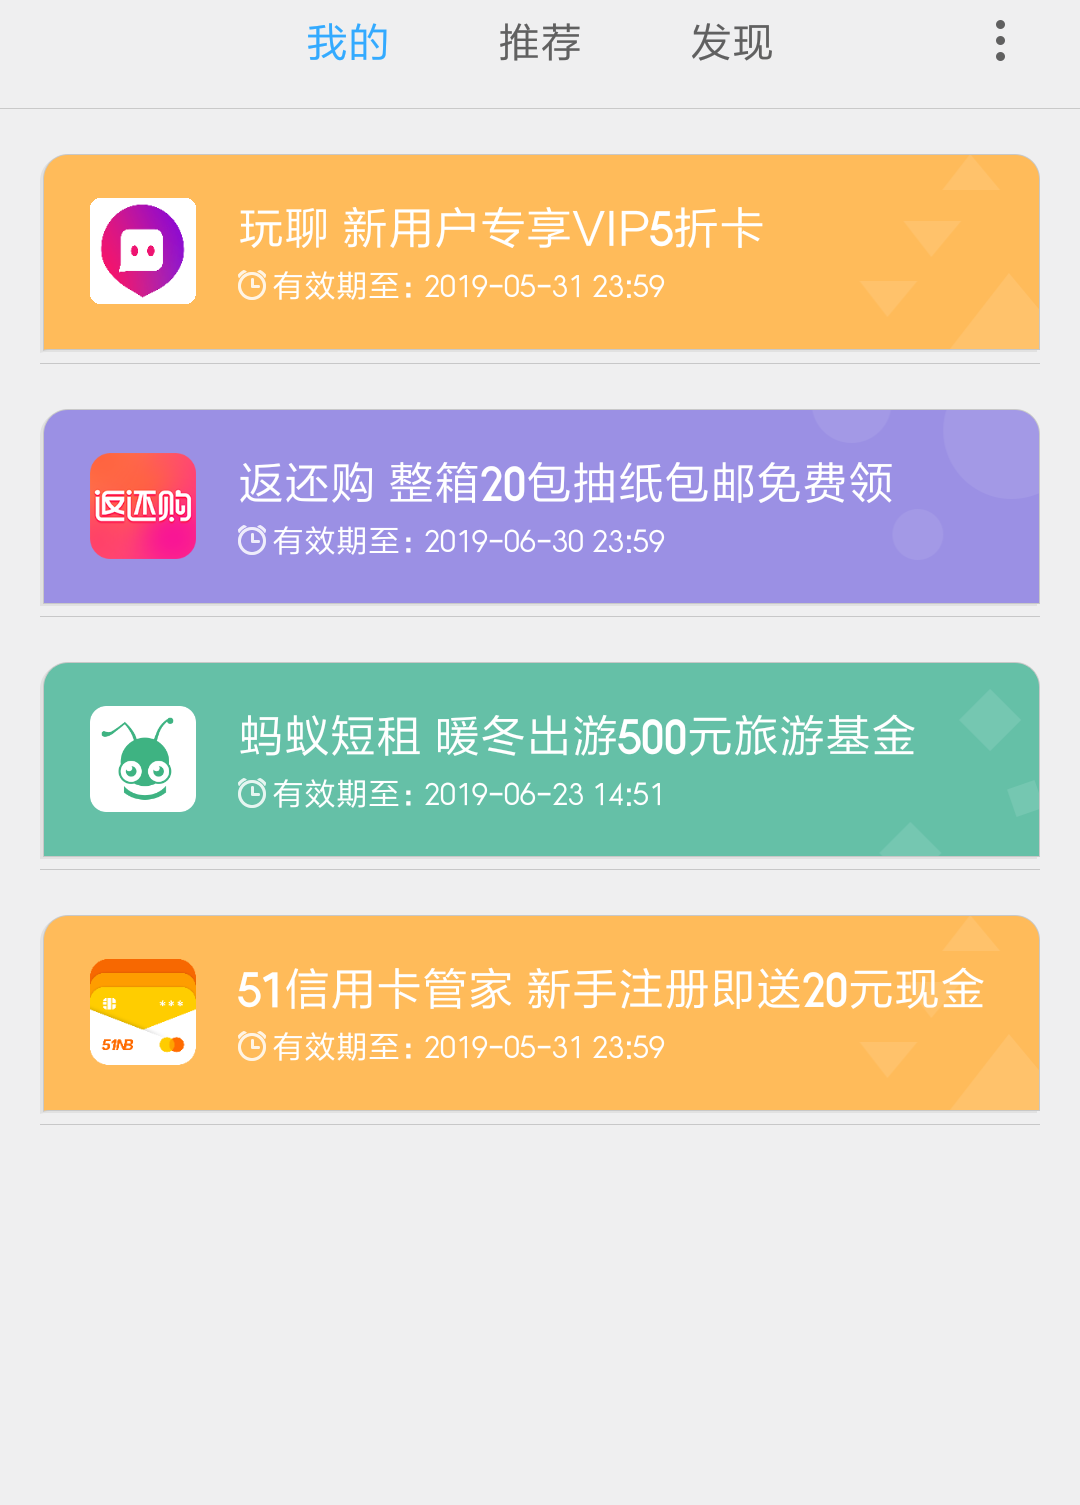 我的 推荐 发现
玩聊 新用户专享VIP5折卡
有效期至: 2019-05-31 23:59
返还购
返还购 整箱20包抽纸包邮免费领
有效期至: 2019-06-30 23:59
蚂蚁短租 暖冬出游500元旅游基金
有效期至: 2019-06-23 14:51
***
51NB
51信用卡管家 新手注册即送20元现金
有效期至: 2019-05-31 23:59